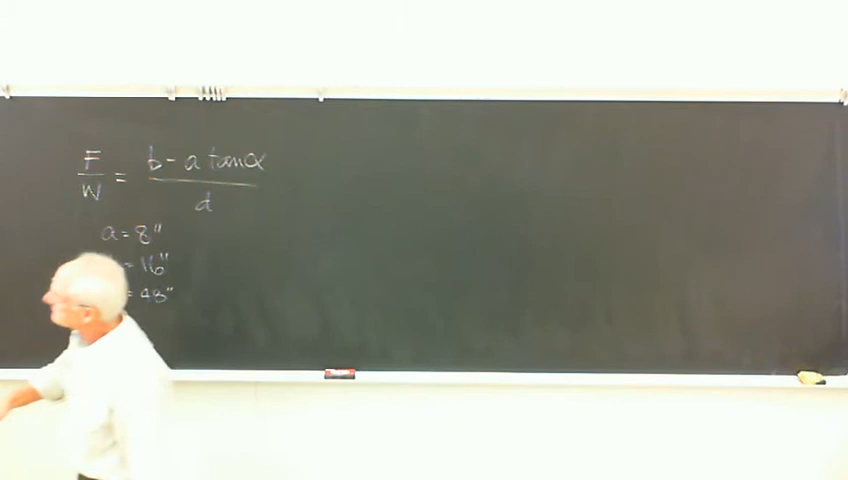 F/W = (b - a tanα)/d
a = 8"
= 16"
= 48"